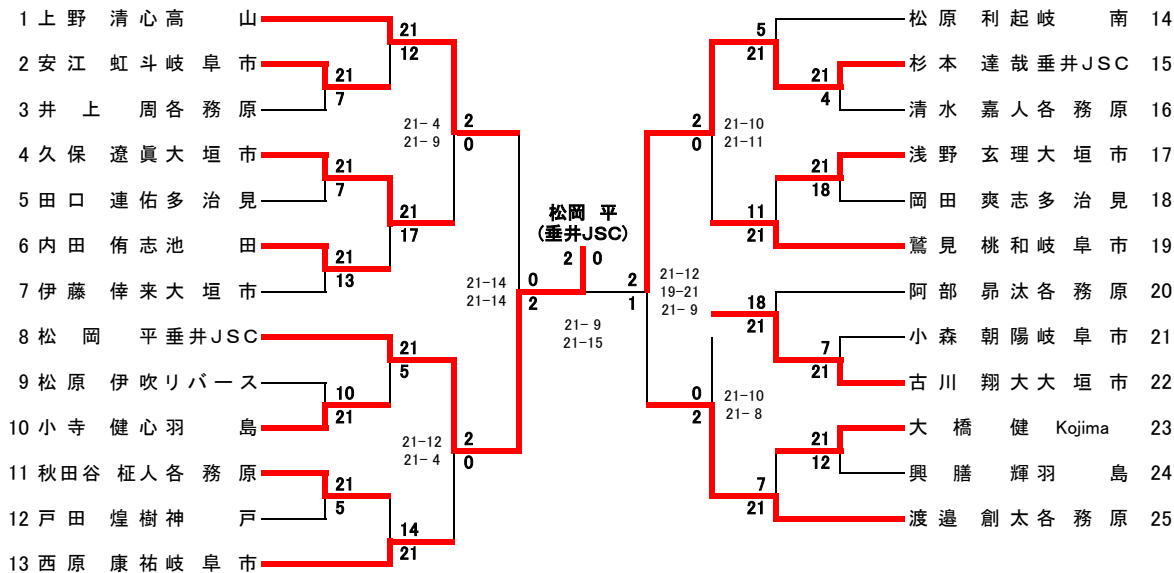 1 上野 清心 高山
2 安江 虹斗 岐阜市
3 井上 周 各務原
4 久保 遼眞 大垣市
5 田口 連佑 多治見
6 内田 侑志 池田
7 伊藤 倖来 大垣市
8 松岡 平 垂井JSC
9 松原 伊吹 リバース
10 小寺 健心 羽島
11 秋田谷 柾人 各務原
12 戸田 煌樹 神戸
13 西原 康祐 岐阜市
21
12
21
7
21
7
21
17
21
13
21
5
10
21
21
5
14
21
21-4
21-9
2
0
21-12
21-4
2
0
21-14
21-14
0
2
松岡 平
(垂井JSC)
2 0
21-9
21-15
2
1
21-12
19-21
21-9
2
0
21-10
21-11
0
2
21-10
21-8
5
21
21
4
21
18
11
21
18
21
7
21
21
12
7
21
松原 利起 岐南 14
杉本 達哉 垂井JSC 15
清水 嘉人 各務原 16
浅野 玄理 大垣市 17
岡田 爽志 多治見 18
鷲見 桃和 岐阜市 19
阿部 昴汰 各務原 20
小森 朝陽 岐阜市 21
古川 翔大 大垣市 22
大橋 健 Kojima 23
興膳 輝 羽島 24
渡邉 創太 各務原 25